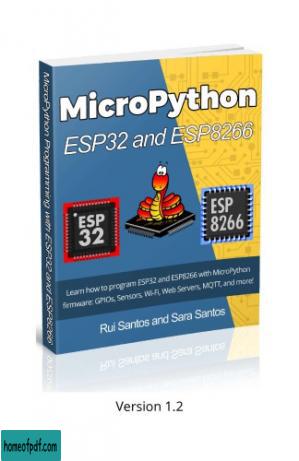 MicroPython Programming with ESP32 and ESP8266
MicroPython
ESP32 and ESP8266
ESP
32
ESP
8266
Learn how to program ESP32 and ESP8266 with MicroPython
firmware: GPIOs, Sensors, Wi-Fi, Web Servers, MQTT, and more!
Rui Santos and Sara Santos
Version 1.2
homeofpdf.com